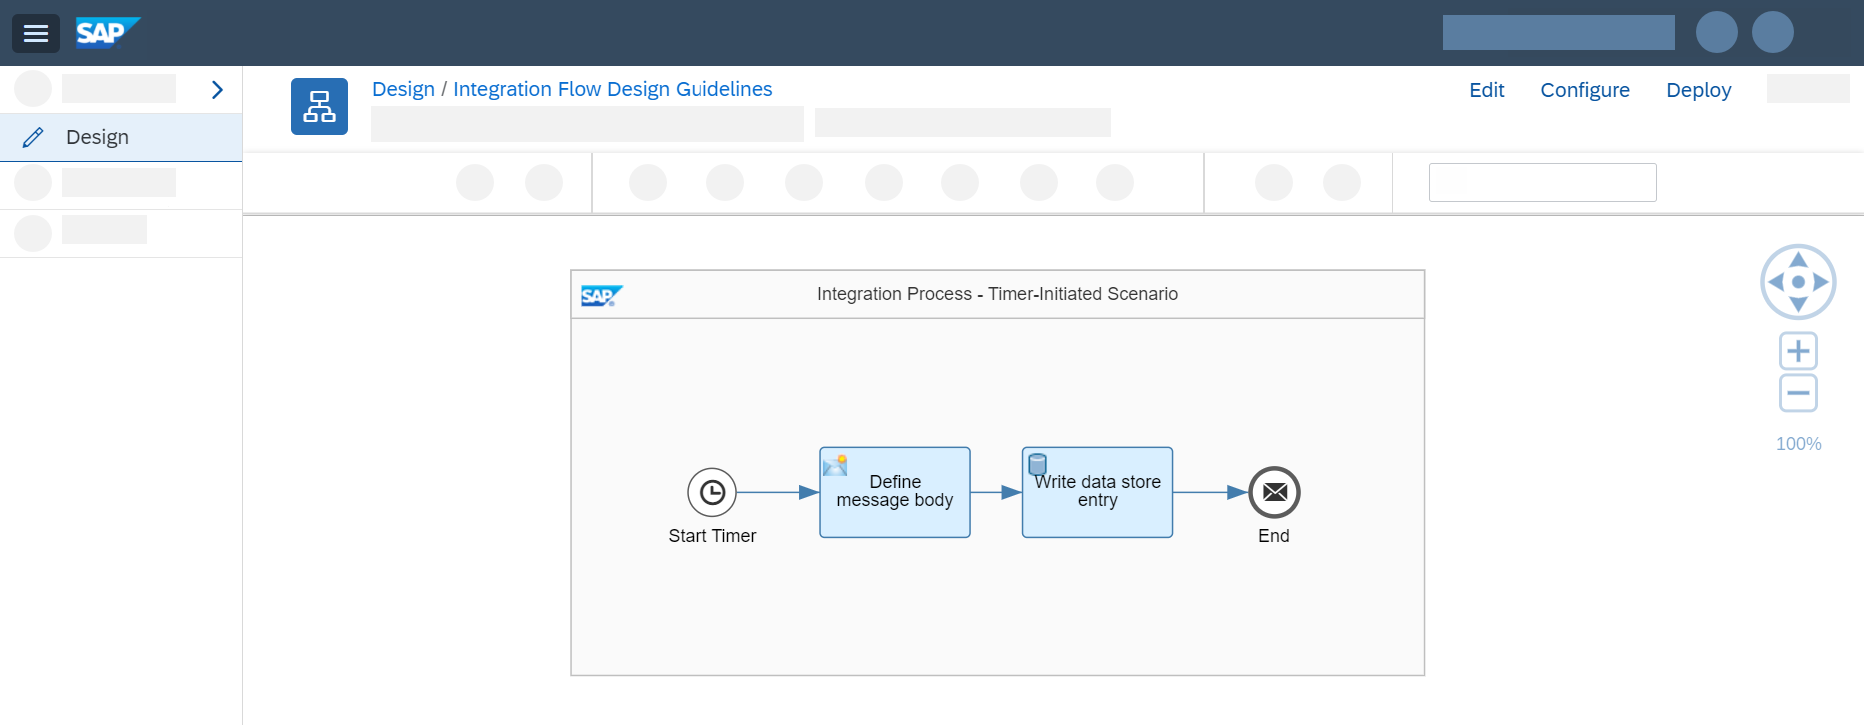 SAP
Design / Integration Flow Design Guidelines
Edit Configure Deploy
Design
SAP
Integration Process - Timer-Initiated Scenario
Define
message body
Write data store
entry
Start Timer
End
100%